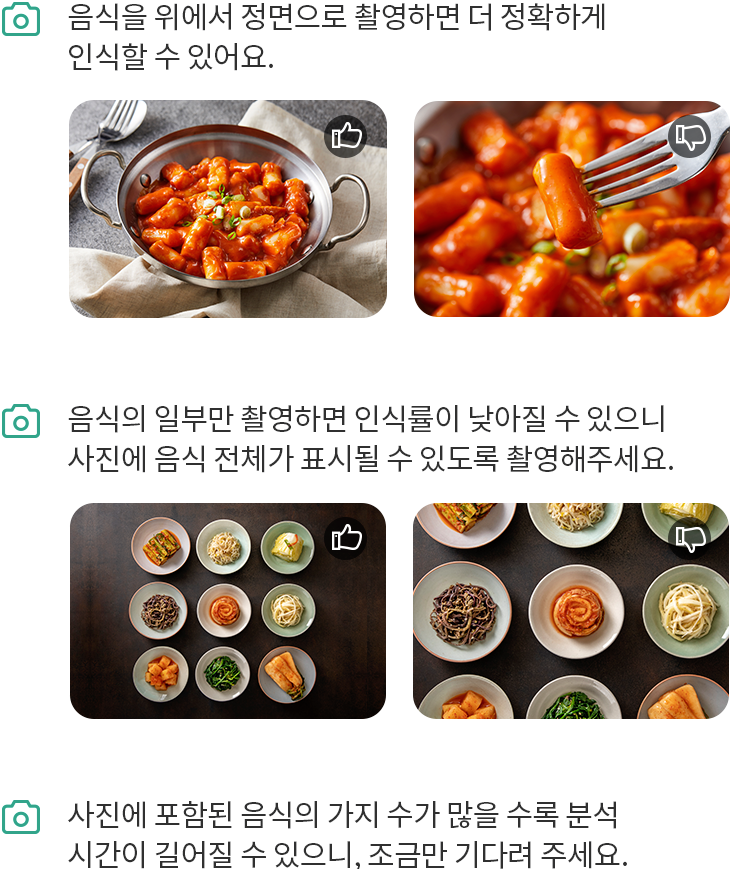 음식을 위에서 정면으로 촬영하면 더 정확하게
인식할 수 있어요.
음식의 일부만 촬영하면 인식률이 낮아질 수 있으니
사진에 음식 전체가 표시될 수 있도록 촬영해주세요.
사진에 포함된 음식의 가지 수가 많을 수록 분석
시간이 길어질 수 있으니, 조금만 기다려 주세요.